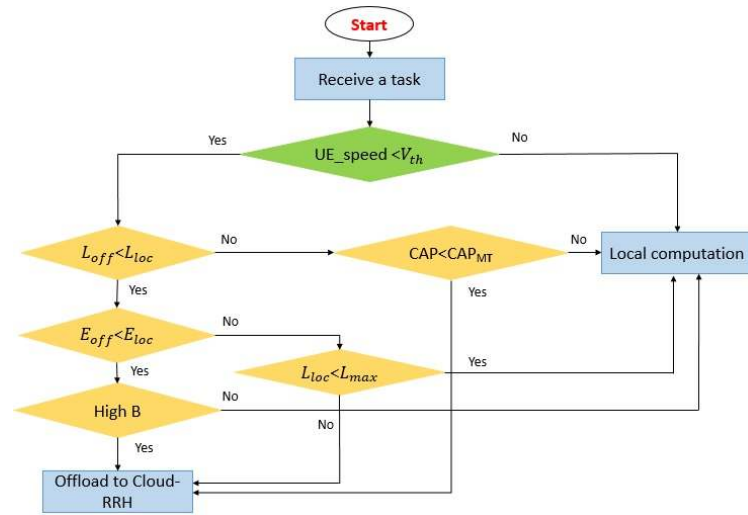 Start
Receive a task
Yes
No
UE_speed <V_th
L_off<L_loc
No
CAP<CAP_MT
No
Local computation
Yes
Yes
E_off<E_loc
No
Yes
L_loc<L_max
Yes
High B
No
Yes
No
Offload to Cloud-
RRH